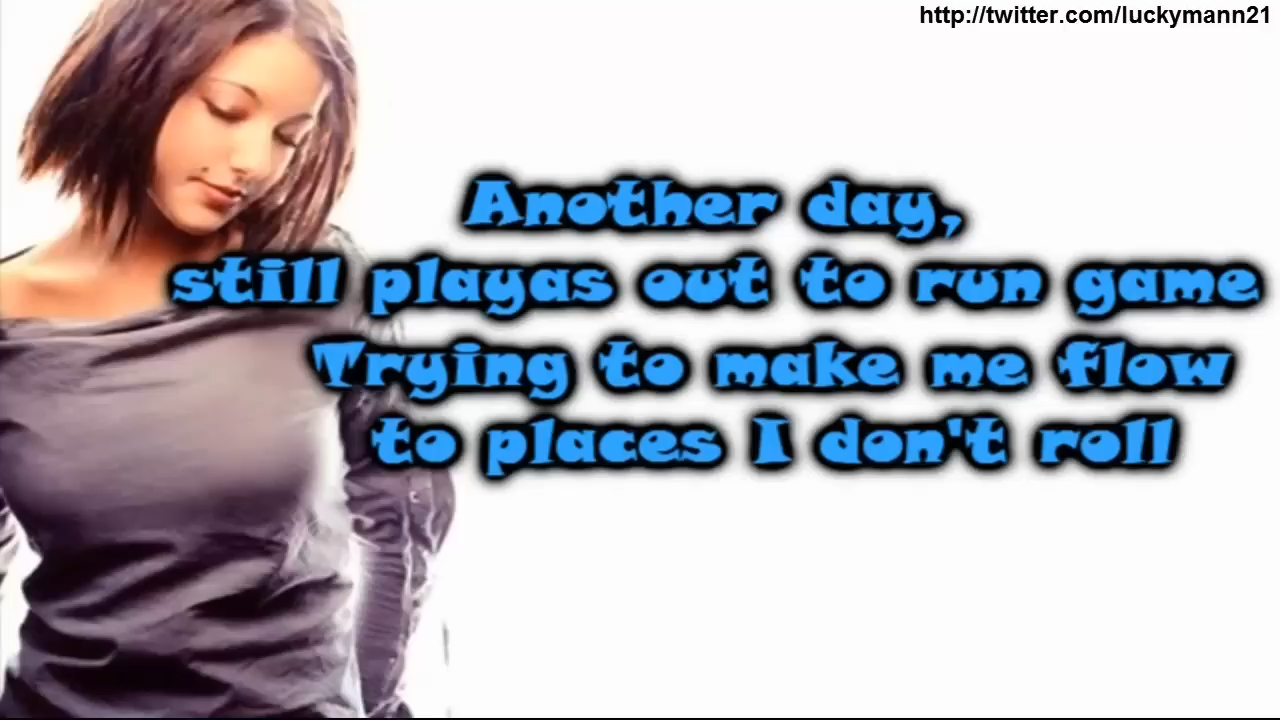 http://twitter.com/luckymann21
Another day,
still playas out to run game
Trying to make me flow
to places I don't roll